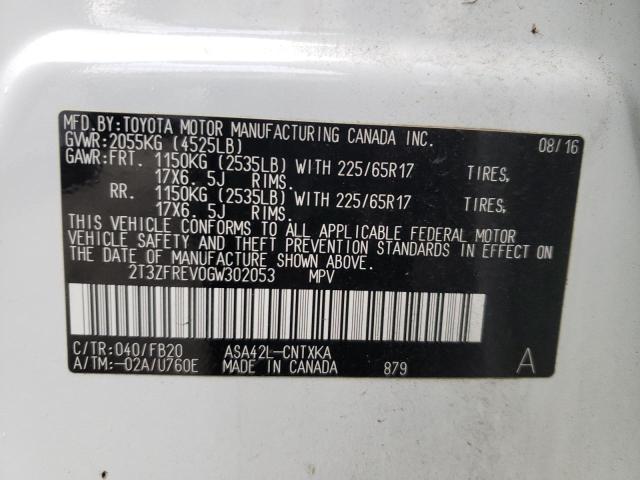 MFD.BY:TOYOTA MOTOR MANUFACTURING CANADA INC. 08/16
GVWR:2055KG (4525LB)
GAWR:FRT. 1150KG (2535LB) WITH 225/65R17 TIRES,
17X6. 5J RIMS.
RR. 1150KG (2535LB) WITH 225/65R17 TIRES,
17X6. 5J RIMS.
THIS VEHICLE CONFORMS TO ALL APPLICABLE FEDERAL MOTOR
VEHICLE SAFETY AND THEFT PREVENTION STANDARDS IN EFFECT ON
THE DATE OF MANUFACTURE SHOWN ABOVE.
2T3ZFREV0GW302053 MPV
C/TR:040/FB20 ASA42L-CNTXKA
A/TM:-02A/U760E MADE IN CANADA 879 A